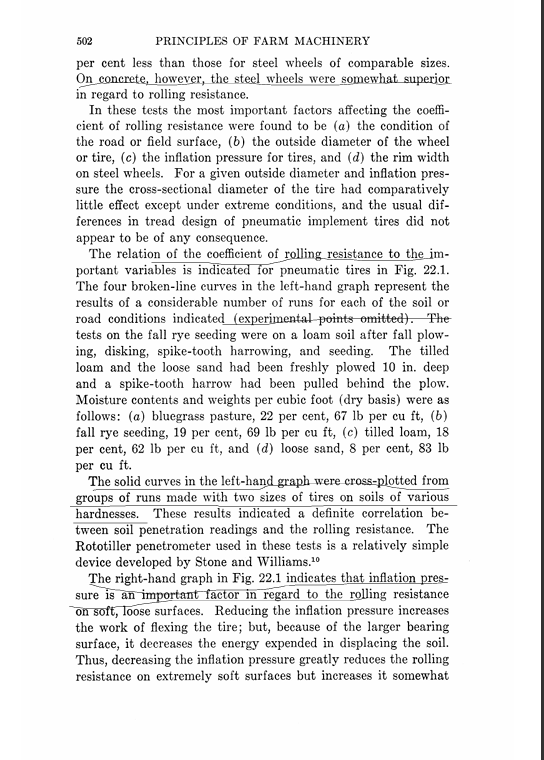 502 PRINCIPLES OF FARM MACHINERY
per cent less than those for steel wheels of comparable sizes.
On concrete, however, the steel wheels were somewhat superior
in regard to rolling resistance.
In these tests the most important factors affecting the coeffi-
cient of rolling resistance were found to be (a) the condition of
the road or field surface, (b) the outside diameter of the wheel
or tire, (c) the inflation pressure for tires, and (d) the rim width
on steel wheels. For a given outside diameter and inflation pres-
sure the cross-sectional diameter of the tire had comparatively
little effect except under extreme conditions, and the usual dif-
ferences in tread design of pneumatic implement tires did not
appear to be of any consequence.
The relation of the coefficient of rolling resistance to the im-
portant variables is indicated for pneumatic tires in Fig. 22.1.
The four broken-line curves in the left-hand graph represent the
results of a considerable number of runs for each of the soil or
road conditions indicated (experimental points omitted). The
tests on the fall rye seeding were on a loam soil after fall plow-
ing, disking, spike-tooth harrowing, and seeding. The tilled
loam and the loose sand had been freshly plowed 10 in. deep
and a spike-tooth harrow had been pulled behind the plow.
Moisture contents and weights per cubic foot (dry basis) were as
follows: (a) bluegrass pasture, 22 per cent, 67 lb per cu ft, (b)
fall rye seeding, 19 per cent, 69 lb per cu ft, (c) tilled loam, 18
per cent, 62 lb per cu ft, and (d) loose sand, 8 per cent, 83 lb
per cu ft.
The solid curves in the left-hand graph were cross-plotted from
groups of runs made with two sizes of tires on soils of various
hardnesses. These results indicated a definite correlation be-
tween soil penetration readings and the rolling resistance. The
Rototiller penetrometer used in these tests is a relatively simple
device developed by Stone and Williams.¹⁰
The right-hand graph in Fig. 22.1 indicates that inflation pres-
sure is an important factor in regard to the rolling resistance
on soft, loose surfaces. Reducing the inflation pressure increases
the work of flexing the tire; but, because of the larger bearing
surface, it decreases the energy expended in displacing the soil.
Thus, decreasing the inflation pressure greatly reduces the rolling
resistance on extremely soft surfaces but increases it somewhat